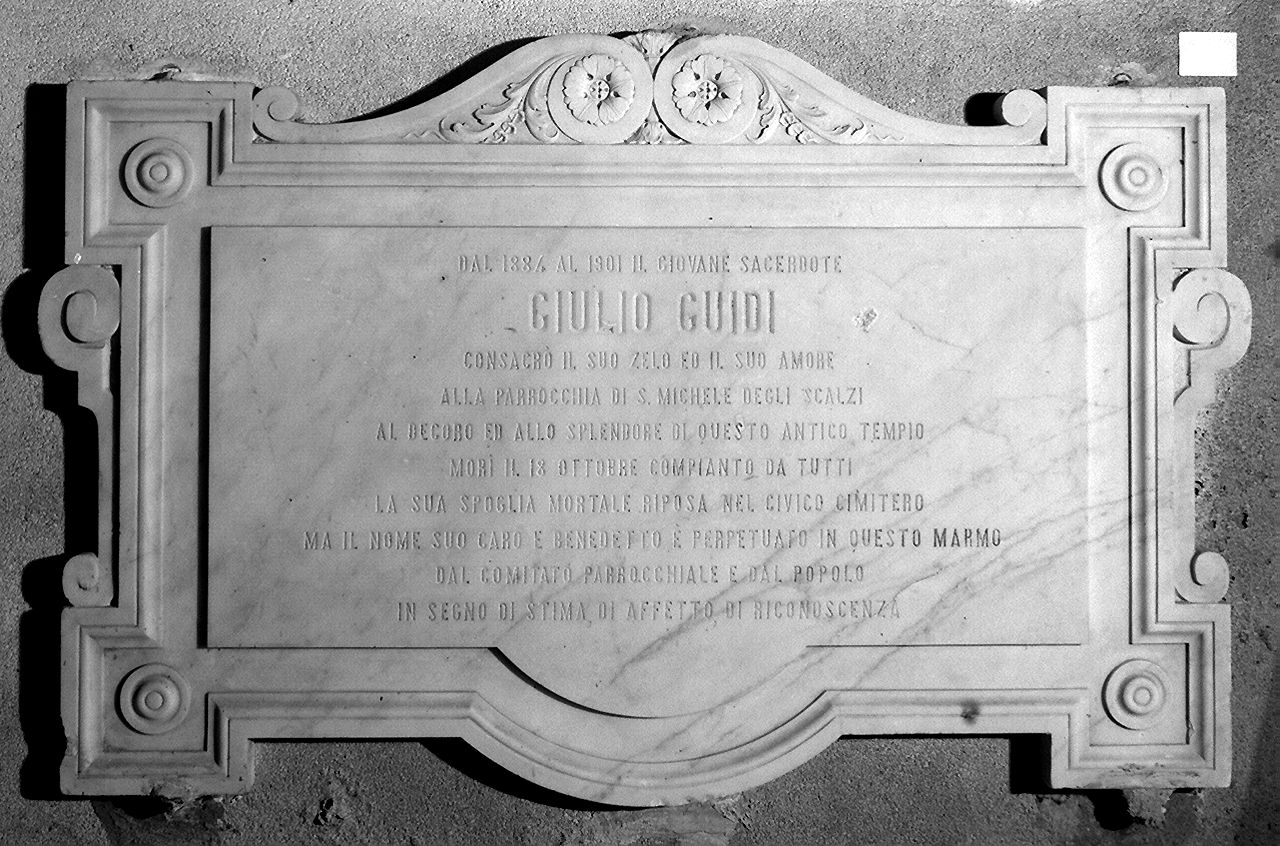 DAL 1884 AL 1901 IL GIOVANE SACERDOTE
GIULIO GUIDI
CONSACRÒ IL SUO ZELO ED IL SUO AMORE
ALLA PARROCCHIA DI S. MICHELE DEGLI SCALZI
AL DECORO ED ALLO SPLENDORE DI QUESTO ANTICO TEMPIO
MORÌ IL 18 OTTOBRE COMPIANTO DA TUTTI
LA SUA SPOGLIA MORTALE RIPOSA NEL CIVICO CIMITERO
MA IL NOME SUO CARO E BENEDETTO È PERPETUATO IN QUESTO MARMO
DAL COMITATO PARROCCHIALE E DAL POPOLO
IN SEGNO DI STIMA, DI AFFETTO, DI RICONOSCENZA